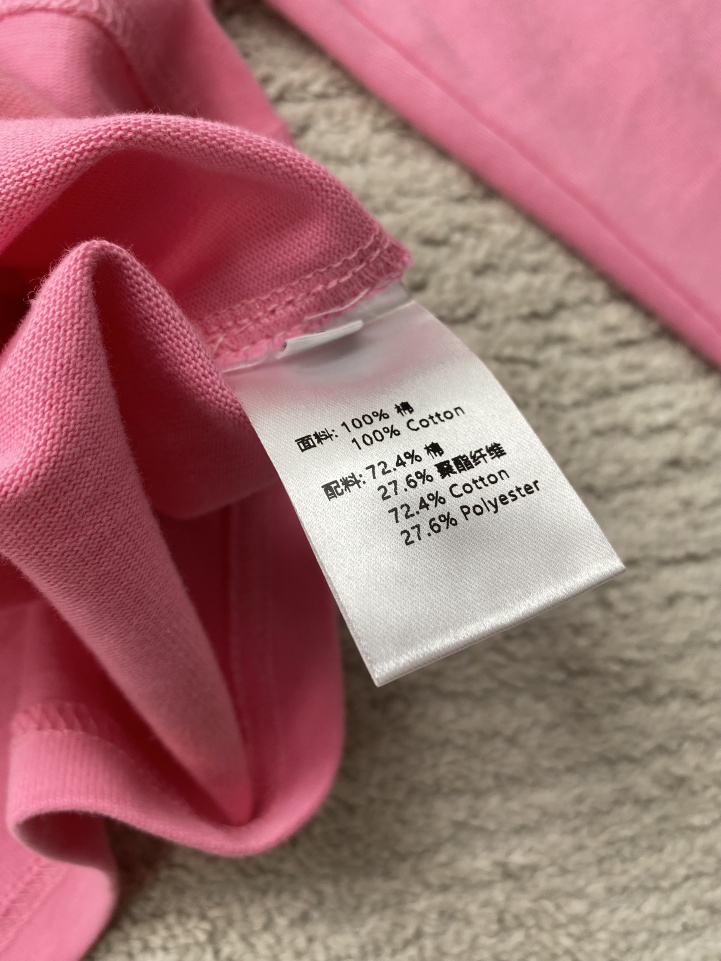 面料: 100% 棉
100% Cotton
配料: 72.4% 棉
27.6% 聚酯纤维
72.4% Cotton
27.6% Polyester